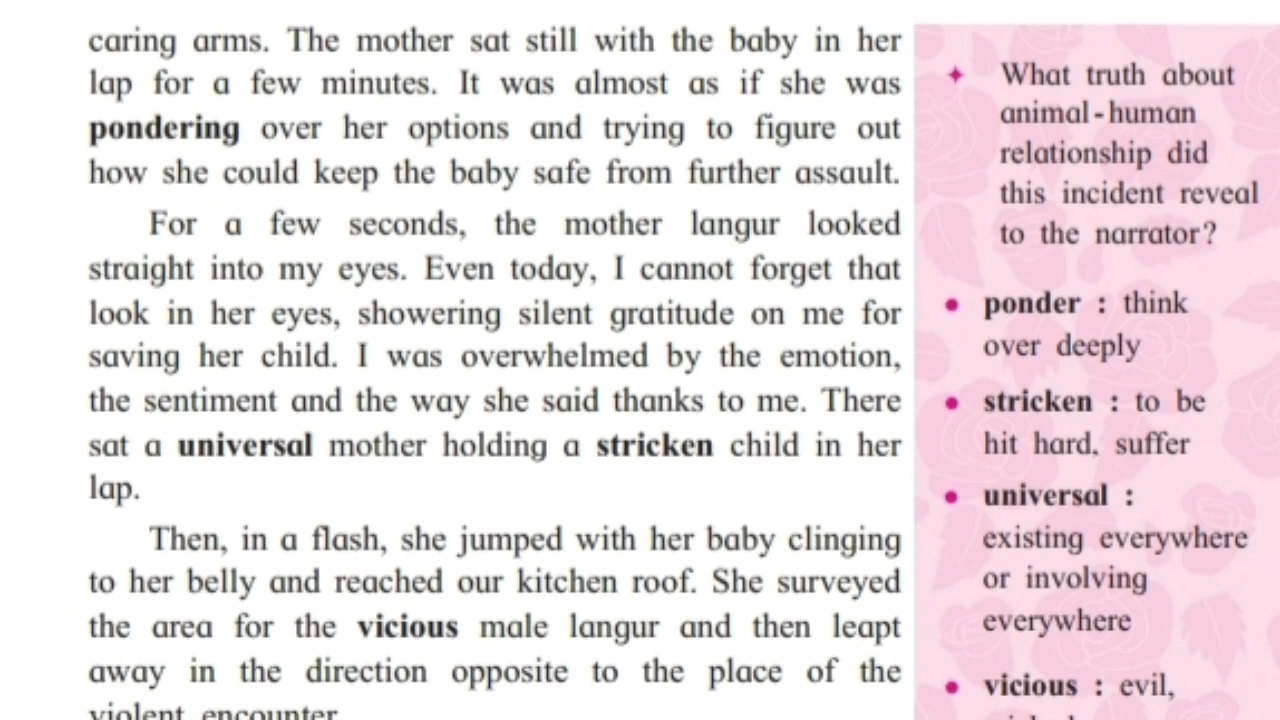 caring arms. The mother sat still with the baby in her
lap for a few minutes. It was almost as if she was
pondering over her options and trying to figure out
how she could keep the baby safe from further assault.
For a few seconds, the mother langur looked
straight into my eyes. Even today, I cannot forget that
look in her eyes, showering silent gratitude on me for
saving her child. I was overwhelmed by the emotion,
the sentiment and the way she said thanks to me. There
sat a universal mother holding a stricken child in her
lap.
Then, in a flash, she jumped with her baby clinging
to her belly and reached our kitchen roof. She surveyed
the area for the vicious male langur and then leapt
away in the direction opposite to the place of the
violent encounter.
✦ What truth about
animal-human
relationship did
this incident reveal
to the narrator?
• ponder : think
over deeply
• stricken : to be
hit hard, suffer
• universal :
existing everywhere
or involving
everywhere
• vicious : evil,